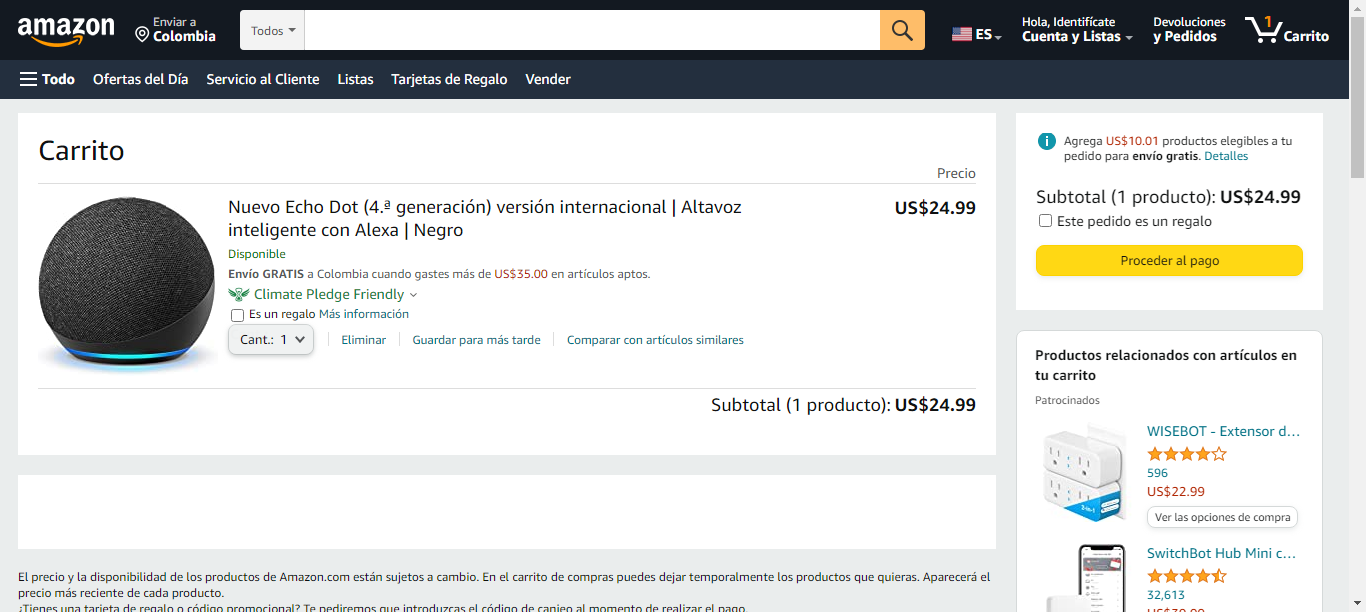 amazon
Enviar a
Colombia
Todos
ES
Hola, Identifícate
Cuenta y Listas
Devoluciones
y Pedidos
1
Carrito
Todo
Ofertas del Día
Servicio al Cliente
Listas
Tarjetas de Regalo
Vender
Carrito
Precio
Nuevo Echo Dot (4.ª generación) versión internacional | Altavoz
inteligente con Alexa | Negro
US$24.99
Disponible
Envío GRATIS a Colombia cuando gastes más de US$35.00 en artículos aptos.
Climate Pledge Friendly
Es un regalo Más información
Cant.: 1
Eliminar
Guardar para más tarde
Comparar con artículos similares
Subtotal (1 producto): US$24.99
El precio y la disponibilidad de los productos de Amazon.com están sujetos a cambio. En el carrito de compras puedes dejar temporalmente los productos que quieras. Aparecerá el
precio más reciente de cada producto.
¿Tienes una tarjeta de regalo o código promocional? Te pediremos que introduzcas el código de canjeo al momento de realizar el pago.
Agrega US$10.01 productos elegibles a tu
pedido para envío gratis. Detalles
Subtotal (1 producto): US$24.99
Este pedido es un regalo
Proceder al pago
Productos relacionados con artículos en
tu carrito
Patrocinados
WISEBOT - Extensor d...
596
US$22.99
Ver las opciones de compra
2-in-1
SwitchBot Hub Mini c...
32,613